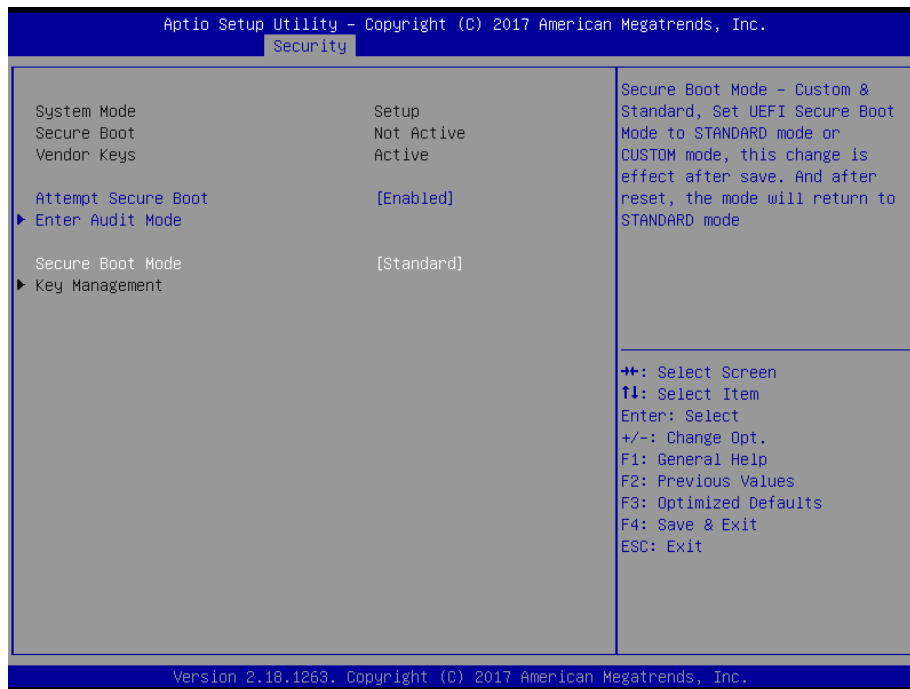 Aptio Setup Utility – Copyright (C) 2017 American Megatrends, Inc.
Security
System Mode Setup
Secure Boot Not Active
Vendor Keys Active
Attempt Secure Boot [Enabled]
▶ Enter Audit Mode
Secure Boot Mode [Standard]
▶ Key Management
Secure Boot Mode – Custom &
Standard, Set UEFI Secure Boot
Mode to STANDARD mode or
CUSTOM mode, this change is
effect after save. And after
reset, the mode will return to
STANDARD mode
→←: Select Screen
↑↓: Select Item
Enter: Select
+/-: Change Opt.
F1: General Help
F2: Previous Values
F3: Optimized Defaults
F4: Save & Exit
ESC: Exit
Version 2.18.1263. Copyright (C) 2017 American Megatrends, Inc.